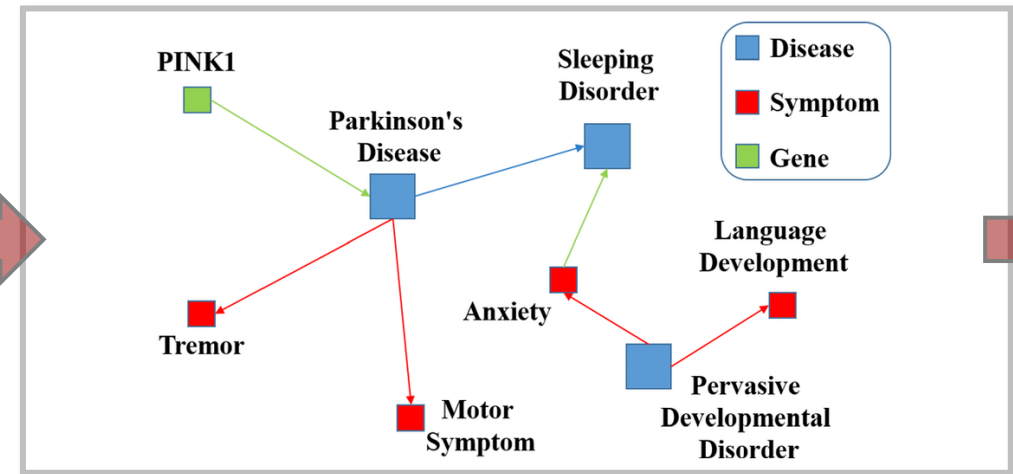 PINK1
Sleeping
Disorder
Parkinson's
Disease
Disease
Symptom
Gene
Language
Development
Anxiety
Tremor
Motor
Symptom
Pervasive
Developmental
Disorder